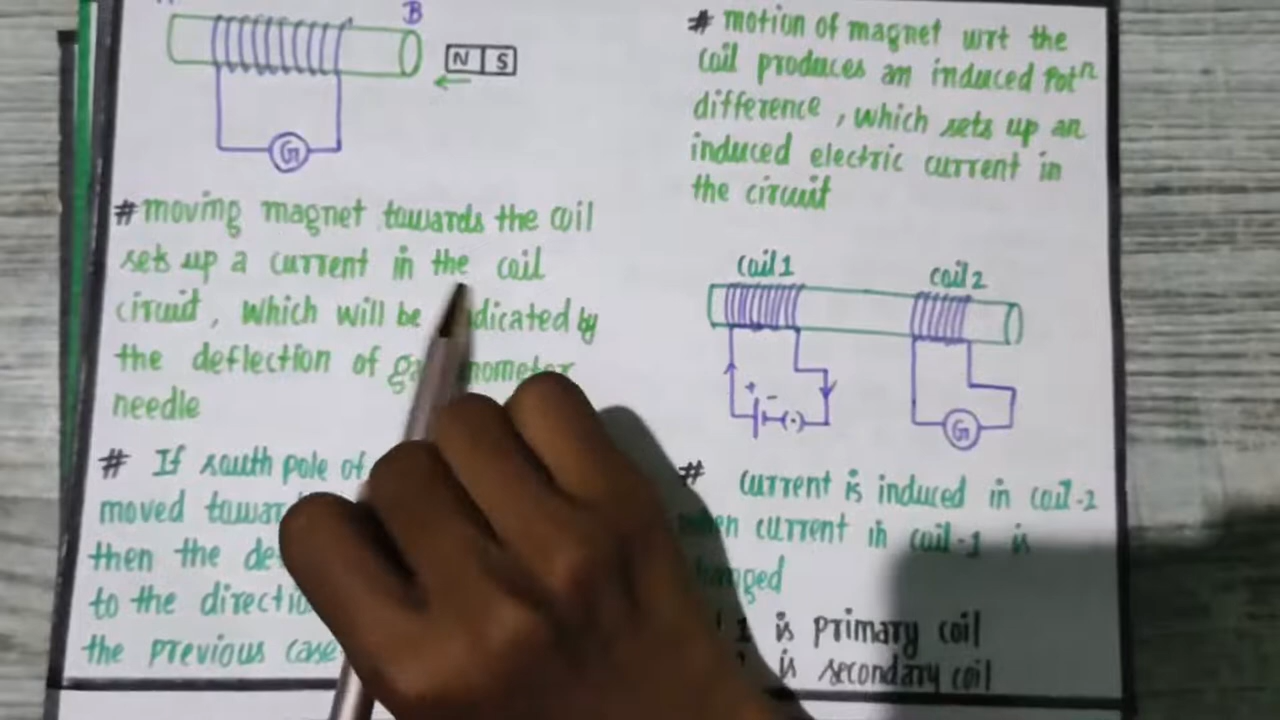 B
N S
G
# moving magnet towards the coil
sets up a current in the coil
circuit, which will be indicated by
the deflection of
needle
# If south pole of
moved
then the
to the
the previous case
# motion of magnet wrt the
coil produces an induced Potn
difference, which sets up an
induced electric current in
the circuit
coil 1 coil 2
+ -
G
# current is induced in coil-2
current in coil-1 is
1 is primary coil
is secondary coil